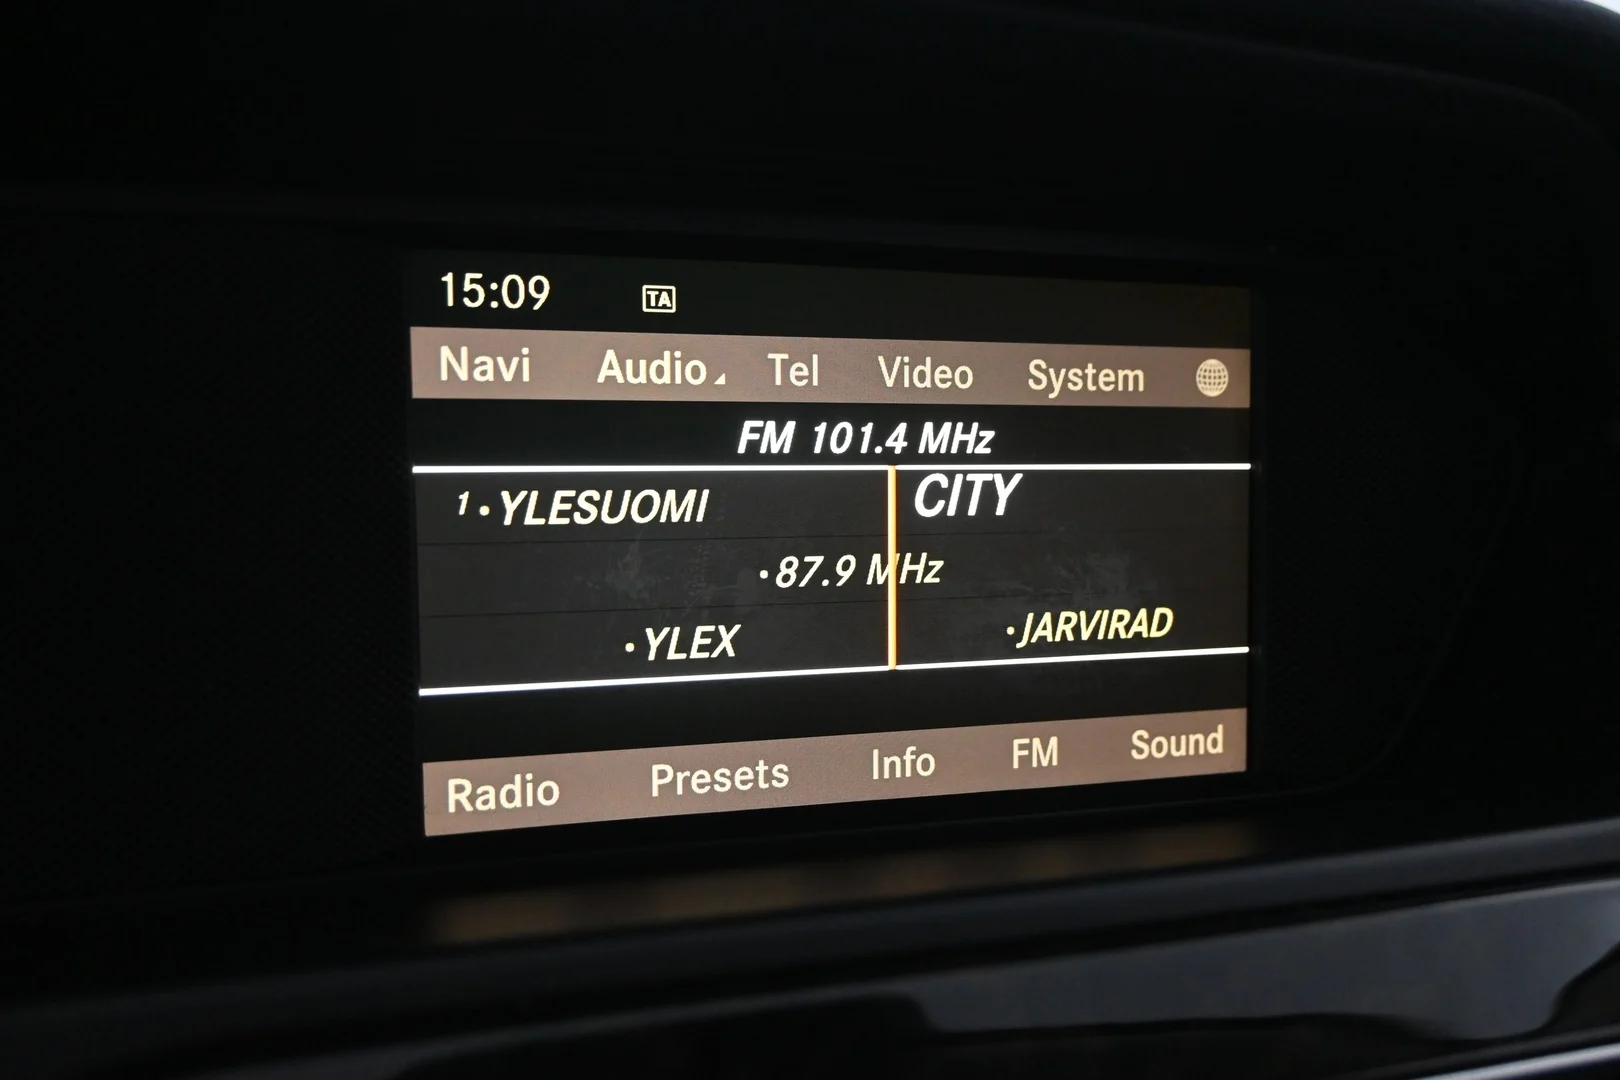 15:09 TA
Navi Audio Tel Video System
FM 101.4 MHz
1 • YLESUOMI CITY
• 87.9 MHz
• YLEX • JARVIRAD
Radio Presets Info FM Sound